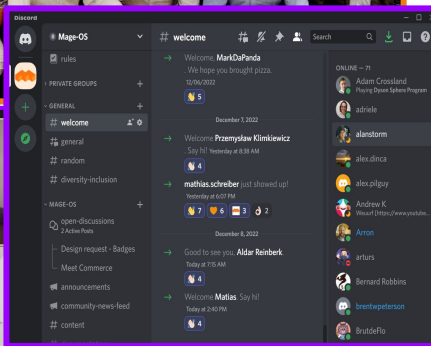 Discord
Mage-OS
rules
PRIVATE GROUPS
GENERAL
# welcome
general
# random
# diversity-inclusion
MAGE-OS
open-discussions
2 Active Posts
Design request - Badges
Meet Commerce
announcements
community-news-feed
# content
# welcome
Search
Welcome, MarkDaPanda
. We hope you brought pizza.
12/06/2022
5
December 7, 2022
Welcome Przemysław Klimkiewicz
. Say hi! Yesterday at 8:38 AM
4
mathias.schreiber just showed up!
Yesterday at 6:07 PM
7 6 3 2
December 8, 2022
Good to see you, Aldar Reinberk.
Today at 7:15 AM
4
Welcome Matias. Say hi!
Today at 2:40 PM
4
ONLINE — 71
Adam Crossland
Playing Dyson Sphere Program
adriele
alanstorm
alex.dinca
alex.pilguy
Andrew K
[https://www.youtube...
Arron
arturs
Bernard Robbins
brentwpeterson
BrutdeFlo